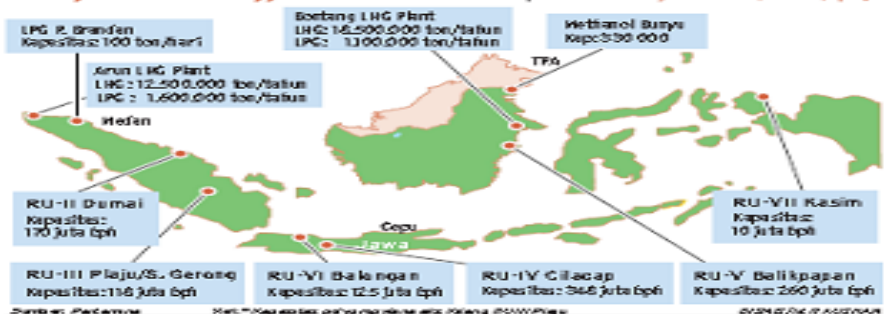 LPG P. Brandan
Kapasitas: 100 ton/hari
Bontang LNG Plant
LNG: 18.500.000 ton/tahun
LPG: 1.100.000 ton/tahun
Methanol Bunyu
Kap: 330 000
Arun LNG Plant
LNG: 12.500.000 ton/tahun
LPG: 1.600.000 ton/tahun
Medan
RU-II Dumai
Kapasitas:
170 juta bph
Cepu
Jawa
RU-VII Kasim
Kapasitas:
10 juta bph
RU-III Plaju/S. Gerong
Kapasitas: 118 juta bph
RU-VI Balongan
Kapasitas: 125 juta bph
RU-IV Cilacap
Kapasitas: 348 juta bph
RU-V Balikpapan
Kapasitas: 260 juta bph
Sumber: Pertamina